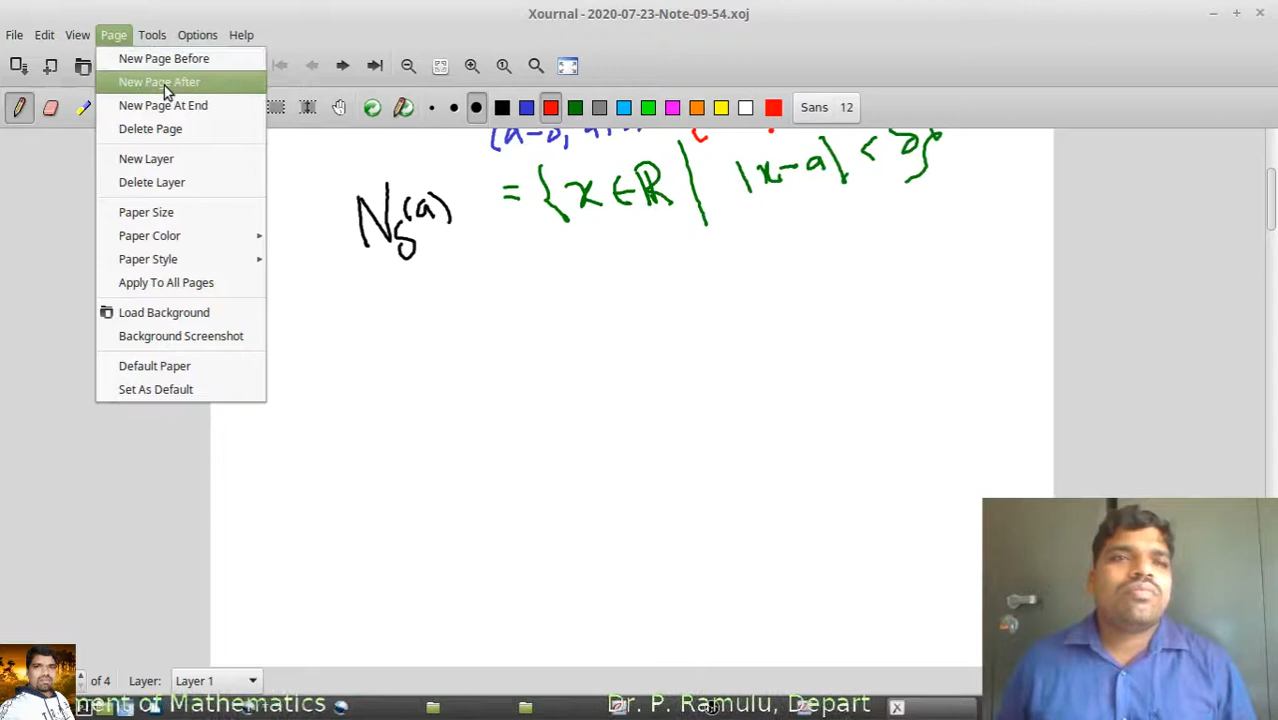 Xournal - 2020-07-23-Note-09-54.xoj
File Edit View Page Tools Options Help
New Page Before
New Page After
New Page At End
Delete Page
New Layer
Delete Layer
Paper Size
Paper Color
Paper Style
Apply To All Pages
Load Background
Background Screenshot
Default Paper
Set As Default
Sans 12
(a-δ, a+
= {x ∈ ℝ | |x-a| < δ}
Nδ(a)
of 4 Layer: Layer 1
ment of Mathematics Dr. P. Ramulu, Depart